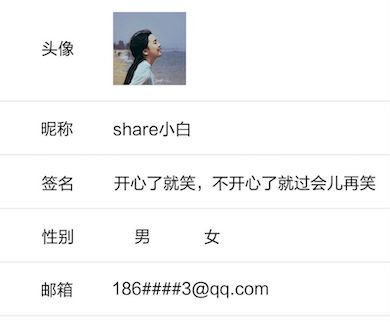 头像
昵称 share小白
签名 开心了就笑，不开心了就过会儿再笑
性别 男 女
邮箱 186####3@qq.com